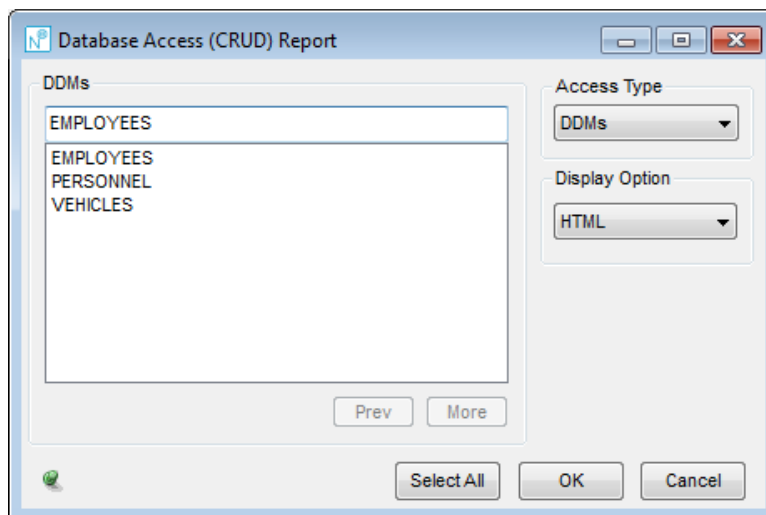 N Database Access (CRUD) Report
DDMs
EMPLOYEES
EMPLOYEES
PERSONNEL
VEHICLES
Prev More
Access Type
DDMs
Display Option
HTML
Select All OK Cancel